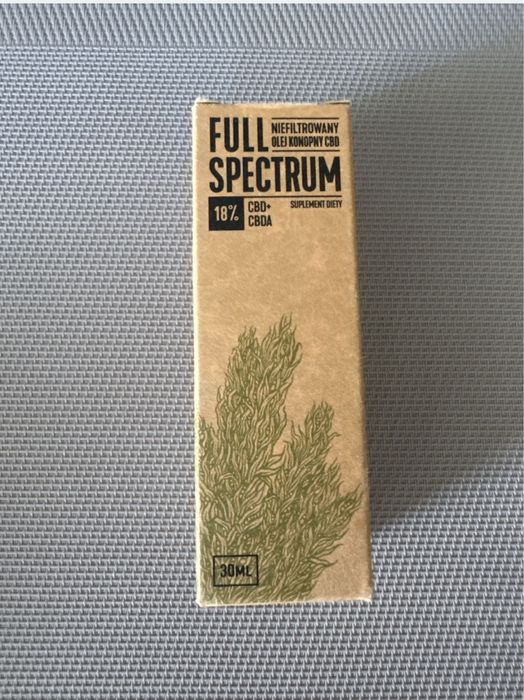 FULL
NIEFILTROWANY
OLEJ KONOPNY CBD
SPECTRUM
18%
CBD+
CBDA
SUPLEMENT DIETY
30ML